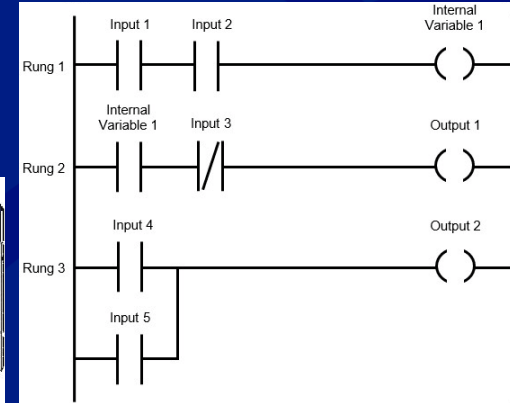 Input 1
Input 2
Internal
Variable 1
Rung 1
Internal
Variable 1
Input 3
Output 1
Rung 2
Input 4
Output 2
Rung 3
Input 5